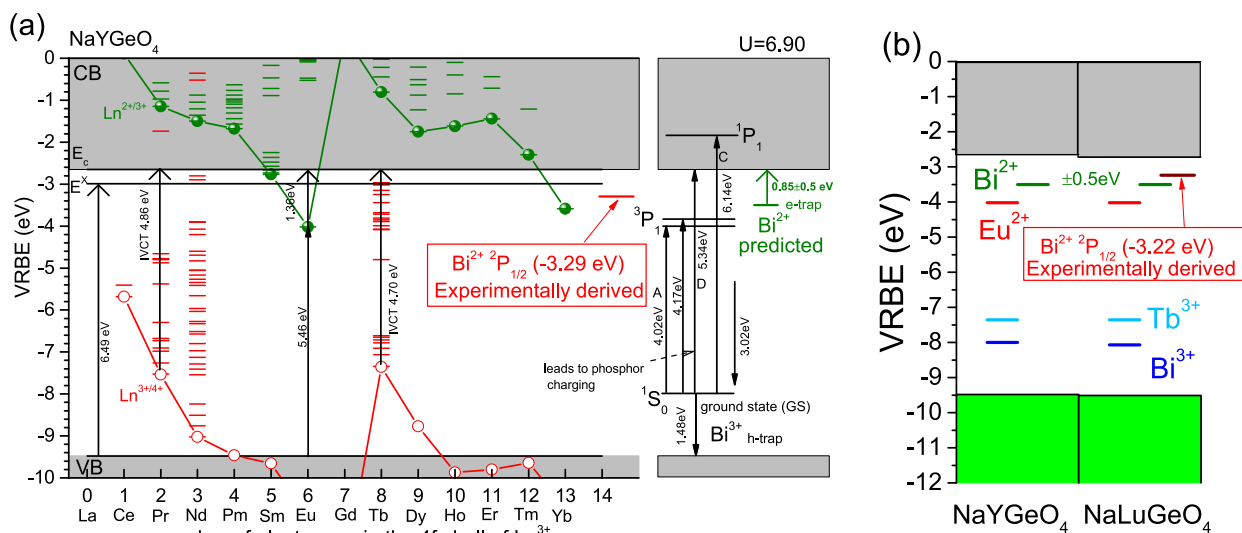 (a)
NaYGeO4
U=6.90
0
-1
-2
-3
-4
-5
-6
-7
-8
-9
-10
VRBE (eV)
CB
Ln2+/3+
Ec
EX
6.49 eV
IVCT 4.86 eV
1.36 eV
5.46 eV
IVCT 4.70 eV
Ln3+/4+
VB
Bi2+ 2P1/2 (-3.29 eV)
Experimentally derived
0 1 2 3 4 5 6 7 8 9 10 11 12 13 14
La Ce Pr Nd Pm Sm Eu Gd Tb Dy Ho Er Tm Yb
1P1
C
6.14eV
0.85±0.5 eV
e-trap
Bi2+
predicted
3P1
5.34eV
A
D
4.02eV
4.17eV
3.02eV
leads to phosphor
charging
1S0
ground state (GS)
1.48eV
Bi3+ h-trap
(b)
0
-1
-2
-3
-4
-5
-6
-7
-8
-9
-10
-11
-12
VRBE (eV)
Bi2+
±0.5eV
Eu2+
Bi2+ 2P1/2 (-3.22 eV)
Experimentally derived
Tb3+
Bi3+
NaYGeO4 NaLuGeO4